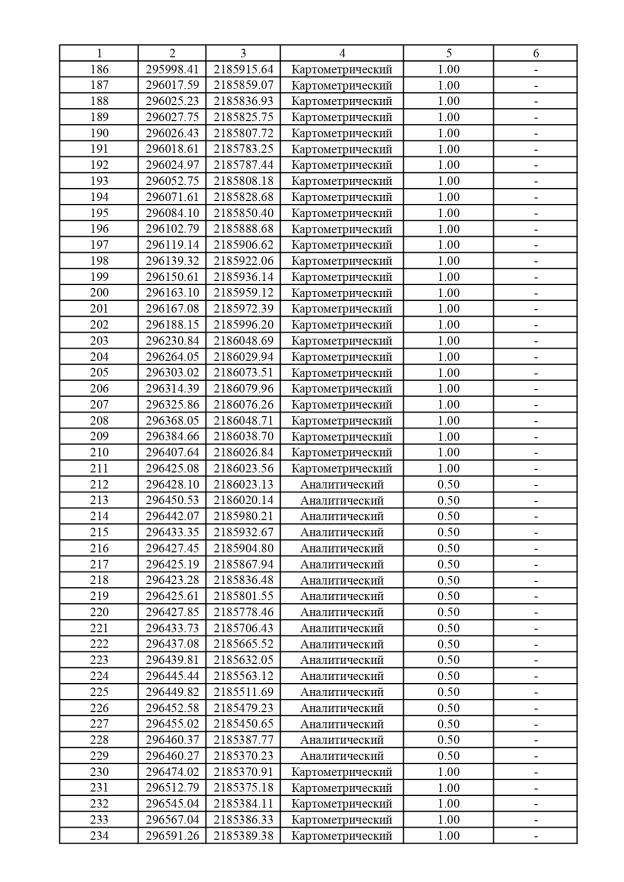 1 2 3 4 5 6
186 295998.41 2185915.64 Картометрический 1.00 -
187 296017.59 2185859.07 Картометрический 1.00 -
188 296025.23 2185836.93 Картометрический 1.00 -
189 296027.75 2185825.75 Картометрический 1.00 -
190 296026.43 2185807.72 Картометрический 1.00 -
191 296018.61 2185783.25 Картометрический 1.00 -
192 296024.97 2185787.44 Картометрический 1.00 -
193 296052.75 2185808.18 Картометрический 1.00 -
194 296071.61 2185828.68 Картометрический 1.00 -
195 296084.10 2185850.40 Картометрический 1.00 -
196 296102.79 2185888.68 Картометрический 1.00 -
197 296119.14 2185906.62 Картометрический 1.00 -
198 296139.32 2185922.06 Картометрический 1.00 -
199 296150.61 2185936.14 Картометрический 1.00 -
200 296163.10 2185959.12 Картометрический 1.00 -
201 296167.08 2185972.39 Картометрический 1.00 -
202 296188.15 2185996.20 Картометрический 1.00 -
203 296230.84 2186048.69 Картометрический 1.00 -
204 296264.05 2186029.94 Картометрический 1.00 -
205 296303.02 2186073.51 Картометрический 1.00 -
206 296314.39 2186079.96 Картометрический 1.00 -
207 296325.86 2186076.26 Картометрический 1.00 -
208 296368.05 2186048.71 Картометрический 1.00 -
209 296384.66 2186038.70 Картометрический 1.00 -
210 296407.64 2186026.84 Картометрический 1.00 -
211 296425.08 2186023.56 Картометрический 1.00 -
212 296428.10 2186023.13 Аналитический 0.50 -
213 296450.53 2186020.14 Аналитический 0.50 -
214 296442.07 2185980.21 Аналитический 0.50 -
215 296433.35 2185932.67 Аналитический 0.50 -
216 296427.45 2185904.80 Аналитический 0.50 -
217 296425.19 2185867.94 Аналитический 0.50 -
218 296423.28 2185836.48 Аналитический 0.50 -
219 296425.61 2185801.55 Аналитический 0.50 -
220 296427.85 2185778.46 Аналитический 0.50 -
221 296433.73 2185706.43 Аналитический 0.50 -
222 296437.08 2185665.52 Аналитический 0.50 -
223 296439.81 2185632.05 Аналитический 0.50 -
224 296445.44 2185563.12 Аналитический 0.50 -
225 296449.82 2185511.69 Аналитический 0.50 -
226 296452.58 2185479.23 Аналитический 0.50 -
227 296455.02 2185450.65 Аналитический 0.50 -
228 296460.37 2185387.77 Аналитический 0.50 -
229 296460.27 2185370.23 Аналитический 0.50 -
230 296474.02 2185370.91 Картометрический 1.00 -
231 296512.79 2185375.18 Картометрический 1.00 -
232 296545.04 2185384.11 Картометрический 1.00 -
233 296567.04 2185386.33 Картометрический 1.00 -
234 296591.26 2185389.38 Картометрический 1.00 -